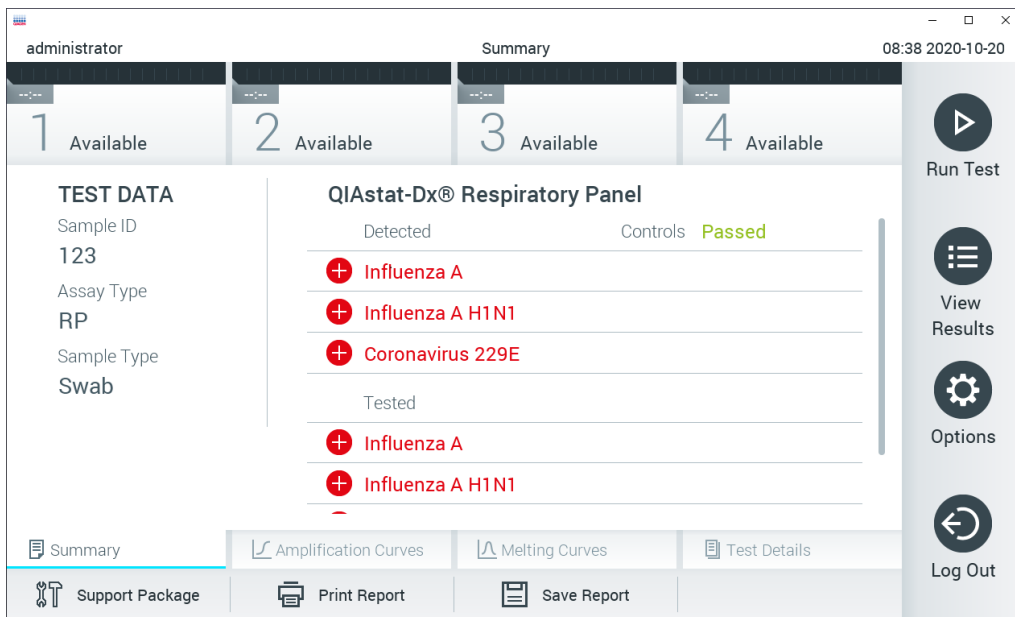 administrator Summary 08:38 2020-10-20
--:-- --:-- --:-- --:--
1 Available 2 Available 3 Available 4 Available
Run Test
TEST DATA
Sample ID
123
Assay Type
RP
Sample Type
Swab
QIAstat-Dx® Respiratory Panel
Detected Controls Passed
Influenza A
Influenza A H1N1
Coronavirus 229E
Tested
Influenza A
Influenza A H1N1
View
Results
Options
Log Out
Summary Amplification Curves Melting Curves Test Details
Support Package Print Report Save Report